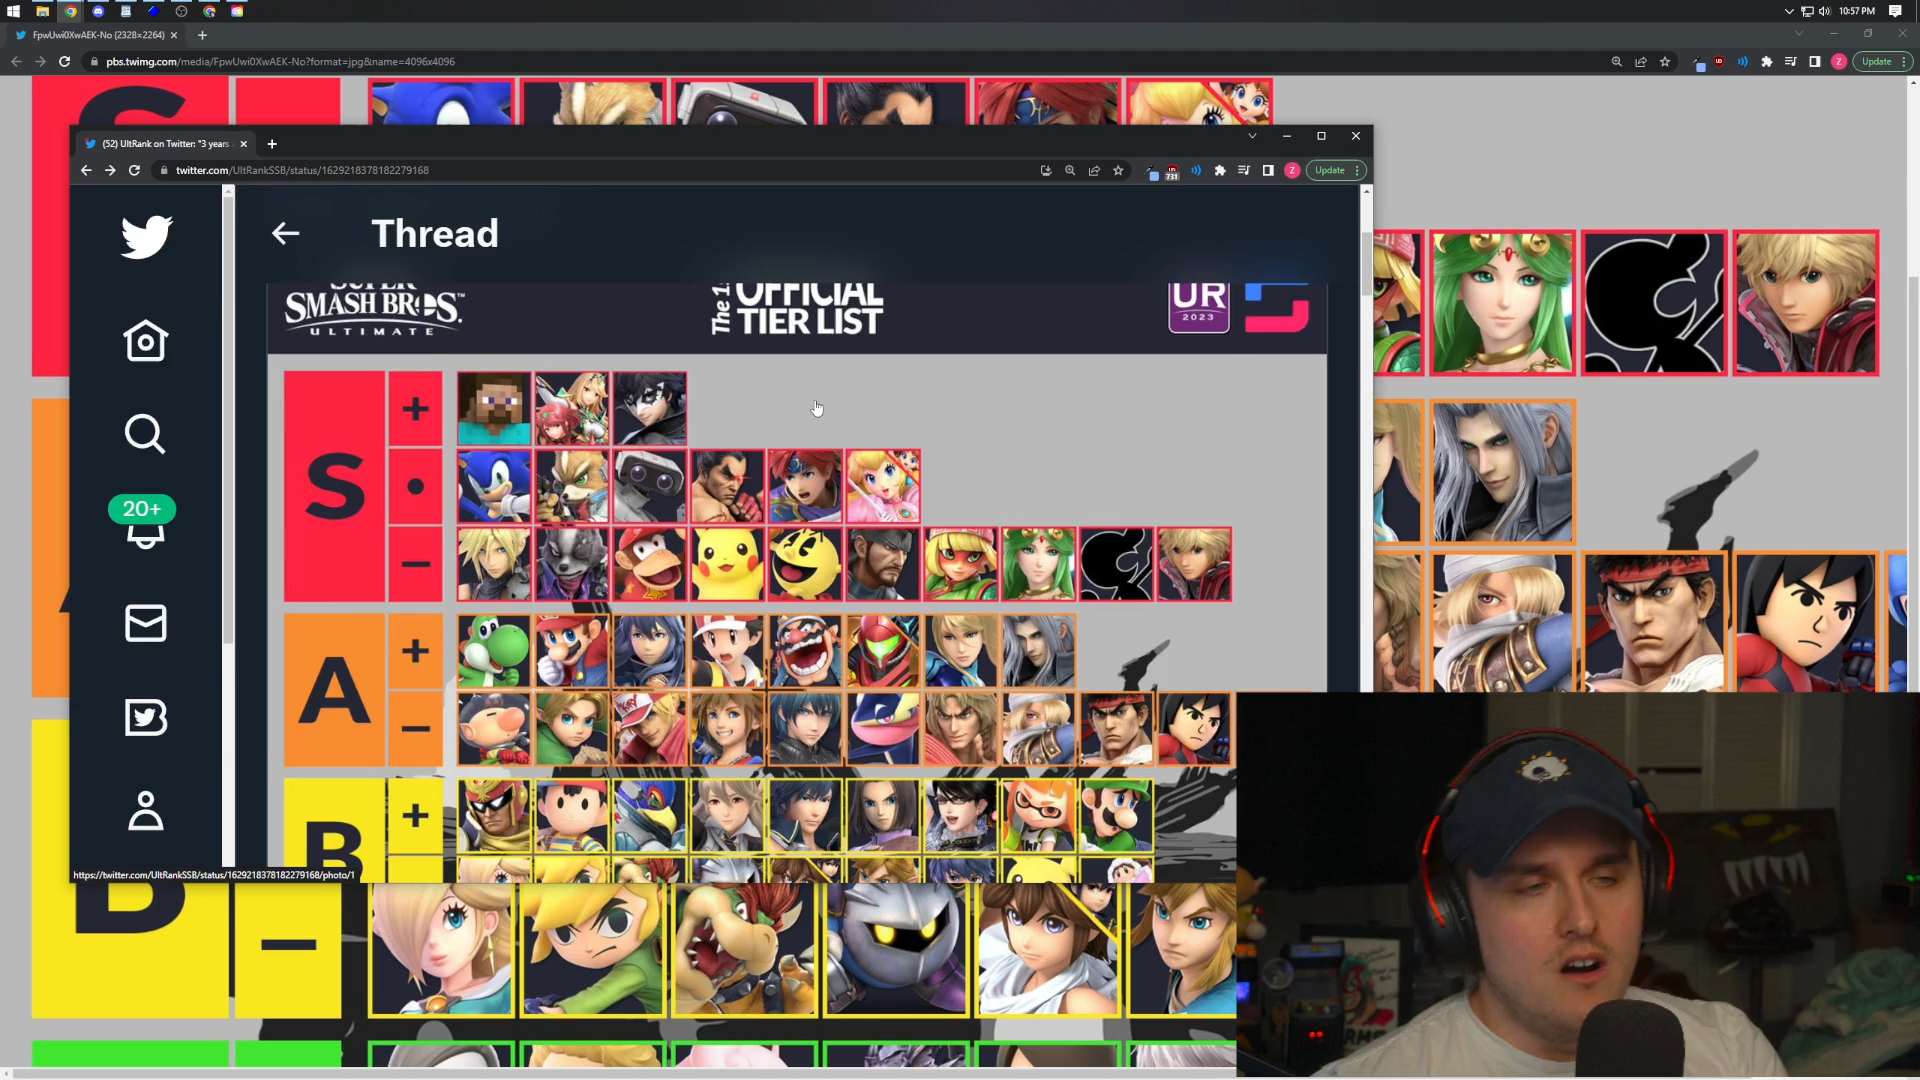 10:57 PM
FpwUwi0XwAEK-No (2328×2264)
pbs.twimg.com/media/FpwUwi0XwAEK-No?format=jpg&name=4096x4096
Update
S
(52) UltRank on Twitter: "3 years
twitter.com/UltRankSSB/status/1629218378182279168
731
Z
Update
Thread
SUPER
SMASH BROS.
ULTIMATE
OFFICIAL
TIER LIST
UR
2023
S
+
−
20+
A
+
−
B
+
https://twitter.com/UltRankSSB/status/1629218378182279168/photo/1
B
−